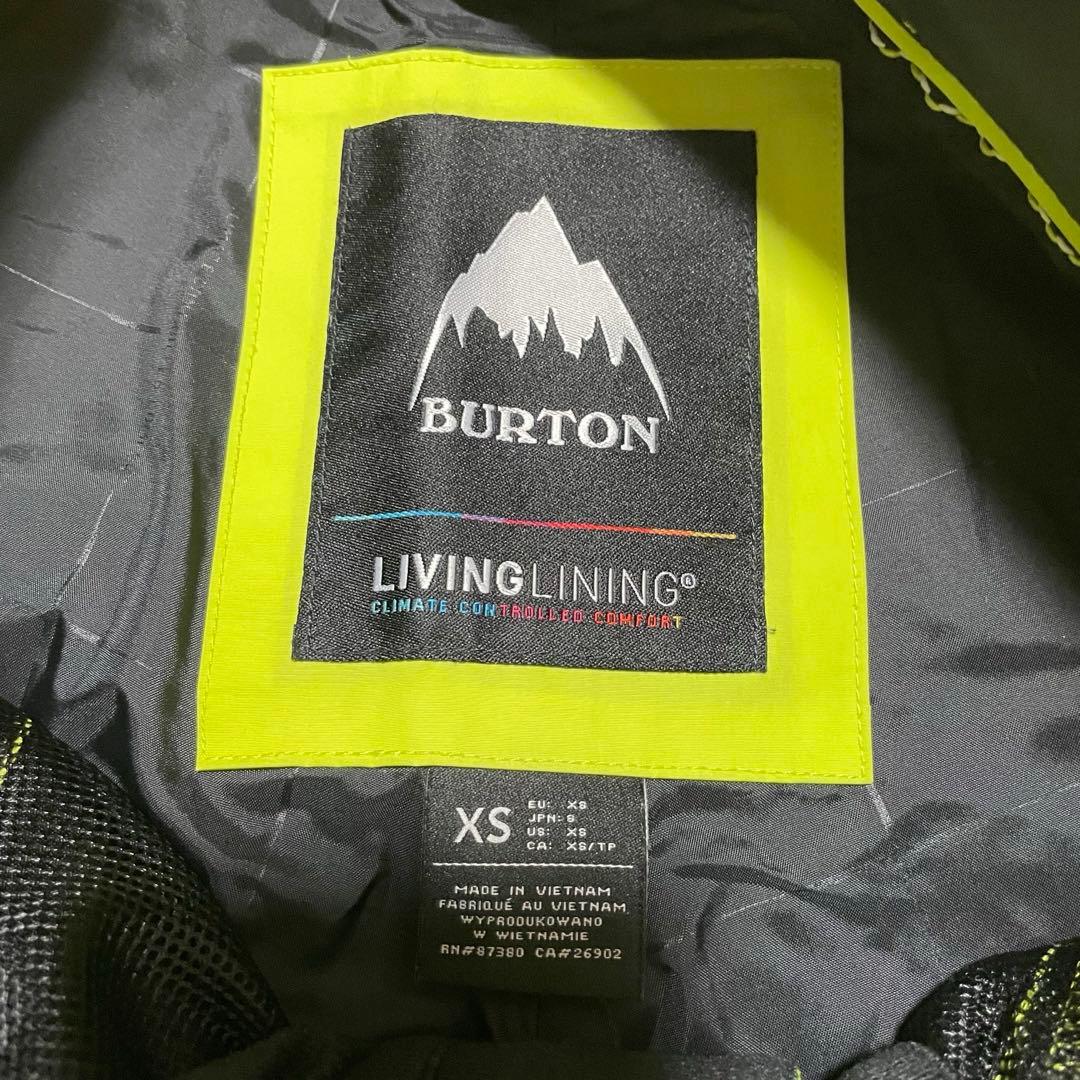 BURTON
LIVINGLINING®
CLIMATE CONTROLLED COMFORT
XS
EU: XS
JPN: S
US: XS
CA: XS/TP
MADE IN VIETNAM
FABRIQUÉ AU VIETNAM
WYPRODUKOWANO
W WIETNAMIE
RN#87380 CA#26902